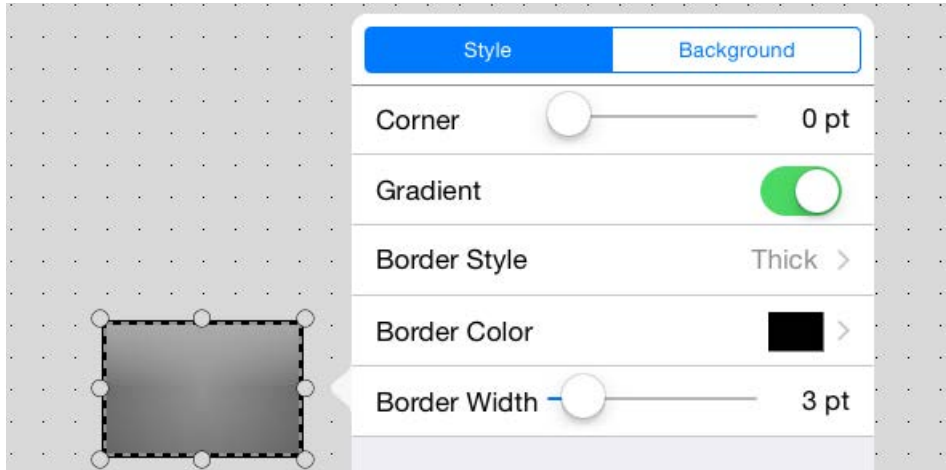 Style Background
Corner 0 pt
Gradient
Border Style Thick
Border Color
Border Width 3 pt